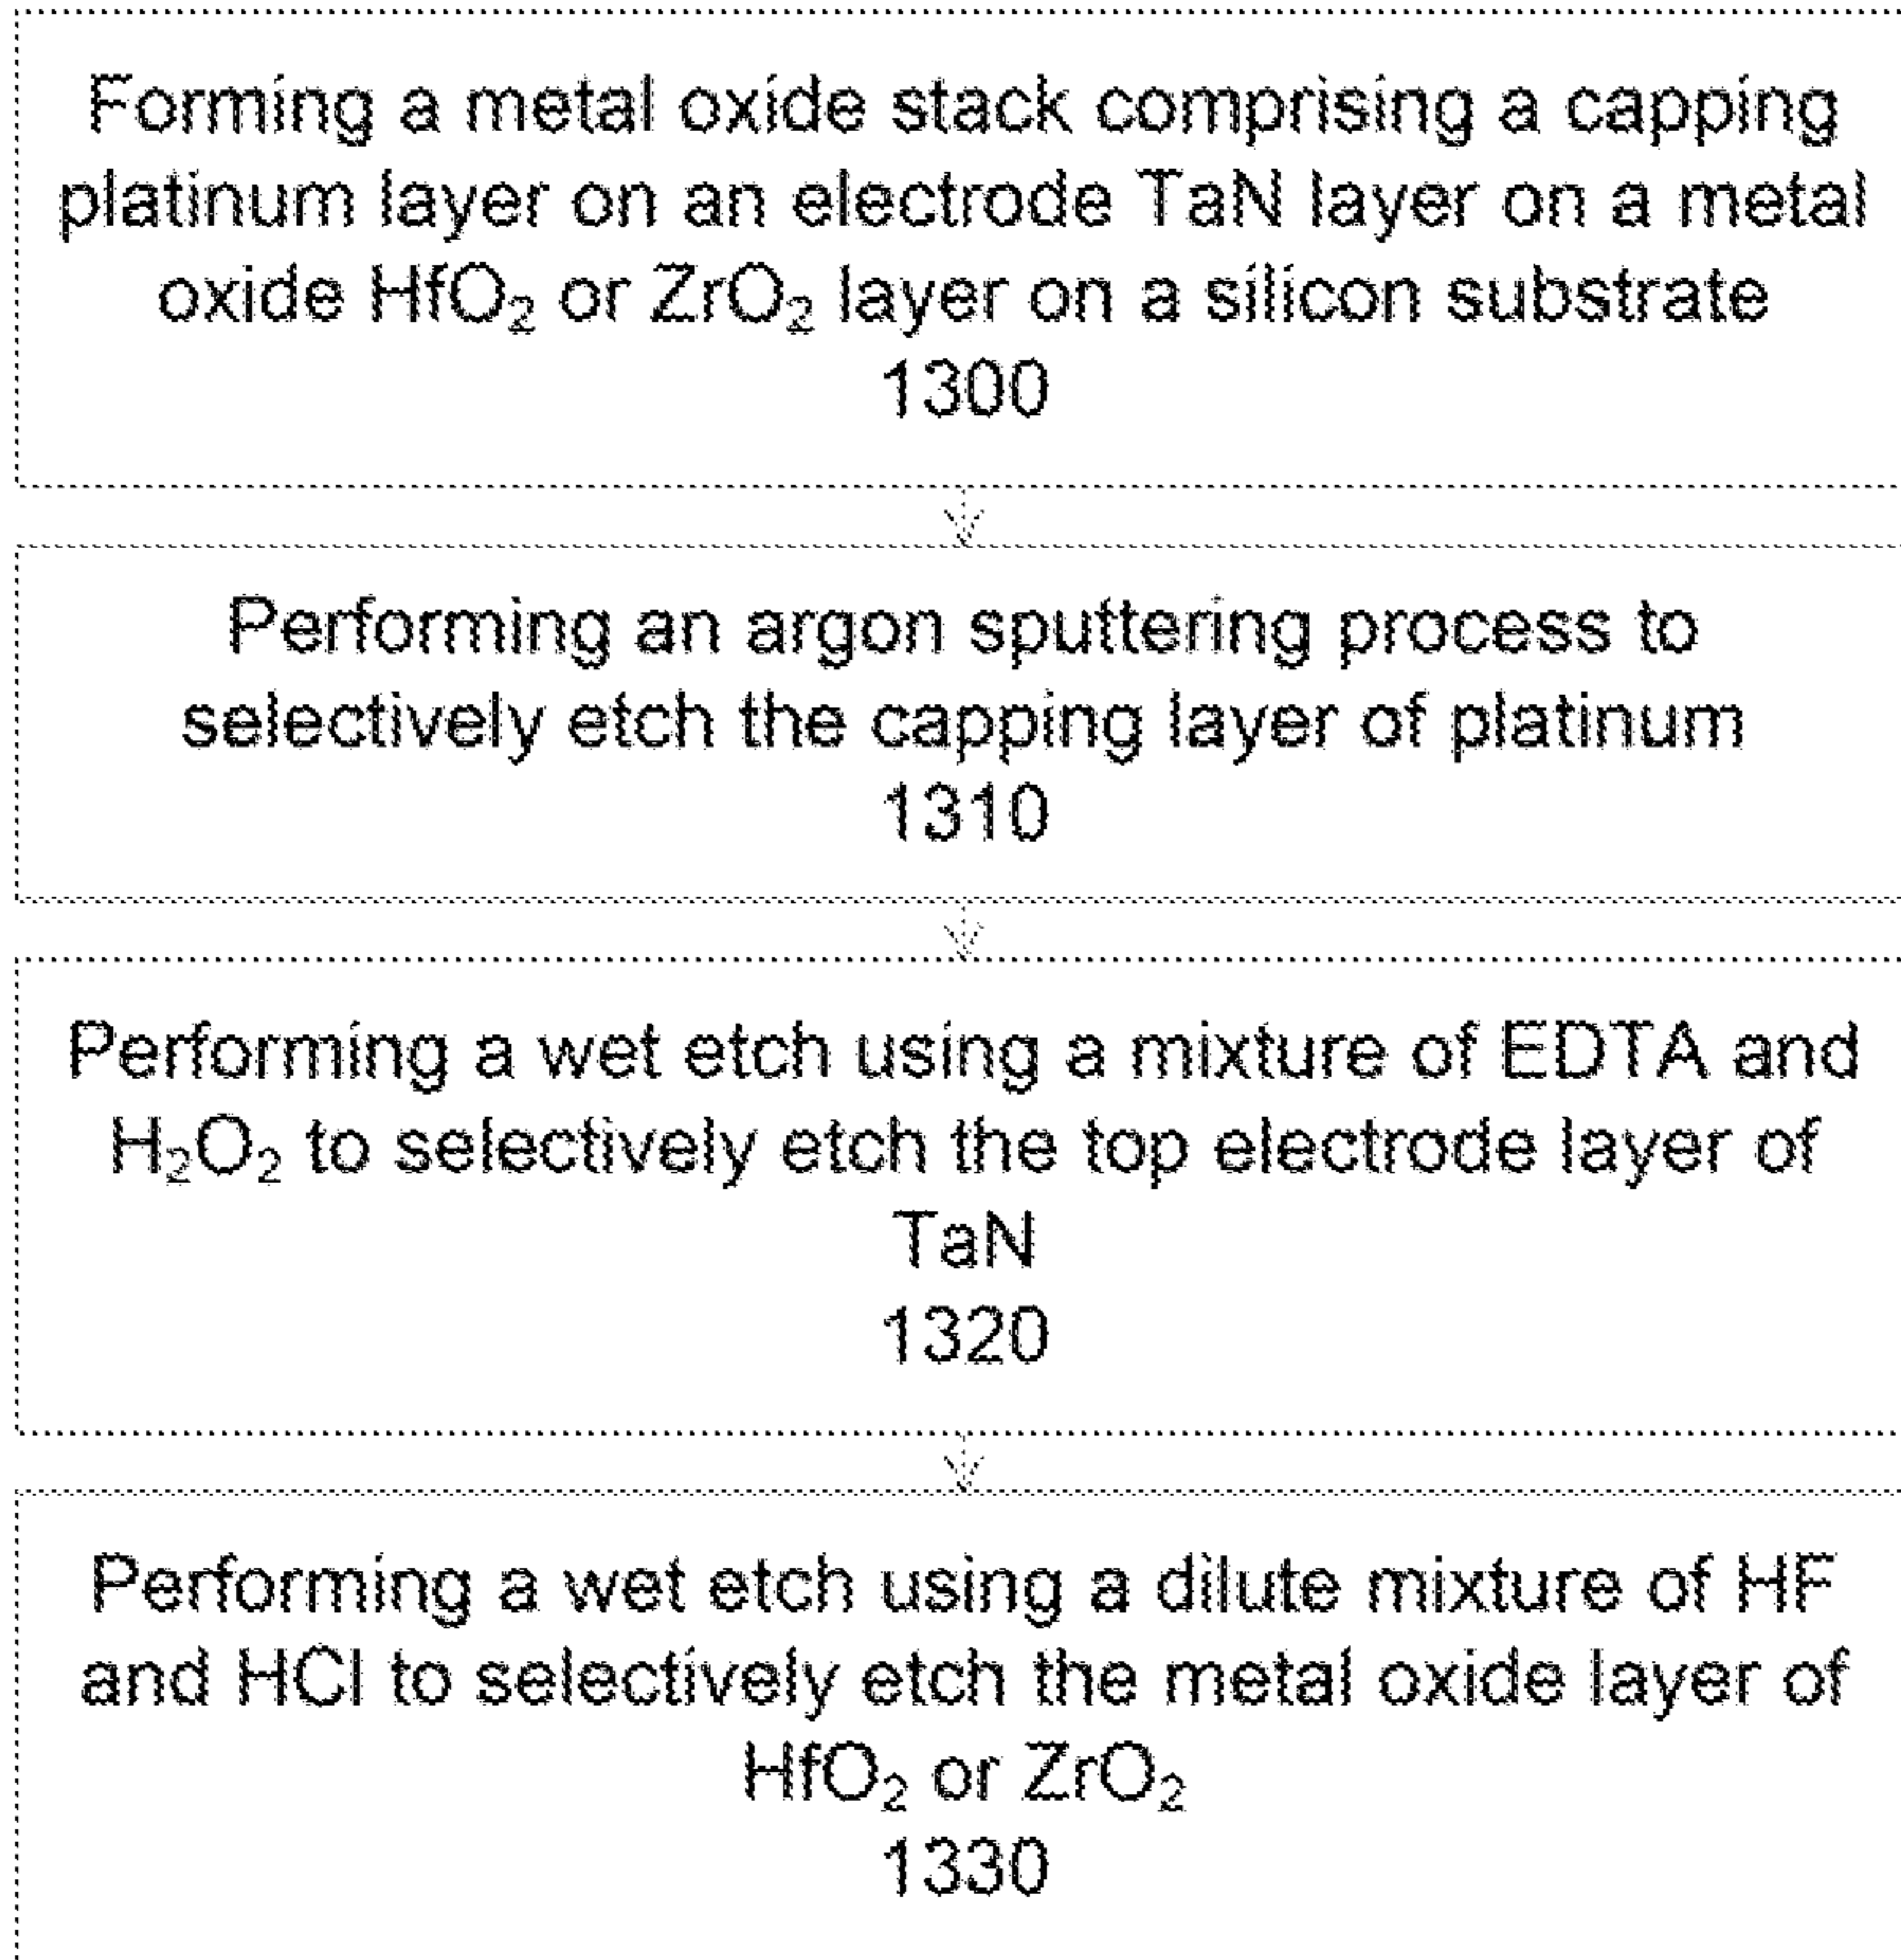 Forming a metal oxide stack comprising a capping
platinum layer on an electrode TaN layer on a metal
oxide HfO₂ or ZrO₂ layer on a silicon substrate
1300
Performing an argon sputtering process to
selectively etch the capping layer of platinum
1310
Performing a wet etch using a mixture of EDTA and
H₂O₂ to selectively etch the top electrode layer of
TaN
1320
Performing a wet etch using a dilute mixture of HF
and HCl to selectively etch the metal oxide layer of
HfO₂ or ZrO₂
1330